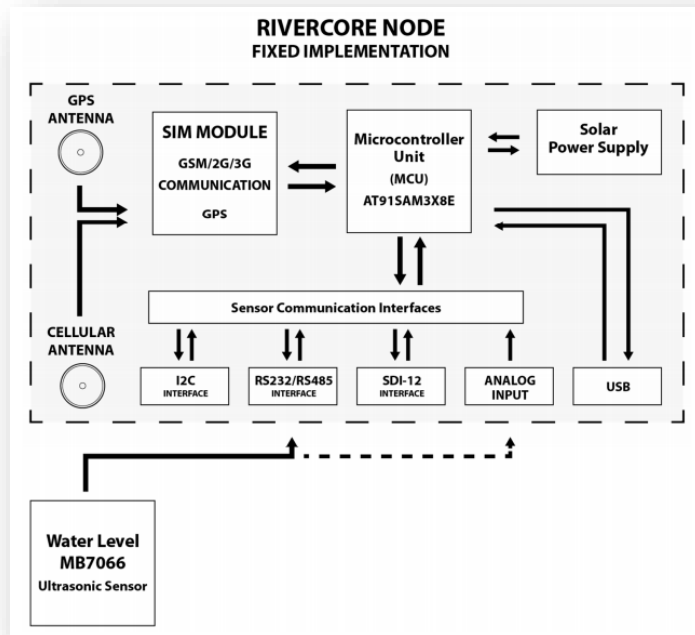 RIVERCORE NODE
FIXED IMPLEMENTATION
GPS
ANTENNA
SIM MODULE
GSM/2G/3G
COMMUNICATION
GPS
Microcontroller
Unit
(MCU)
AT91SAM3X8E
Solar
Power Supply
Sensor Communication Interfaces
CELLULAR
ANTENNA
I2C
INTERFACE
RS232/RS485
INTERFACE
SDI-12
INTERFACE
ANALOG
INPUT
USB
Water Level
MB7066
Ultrasonic Sensor